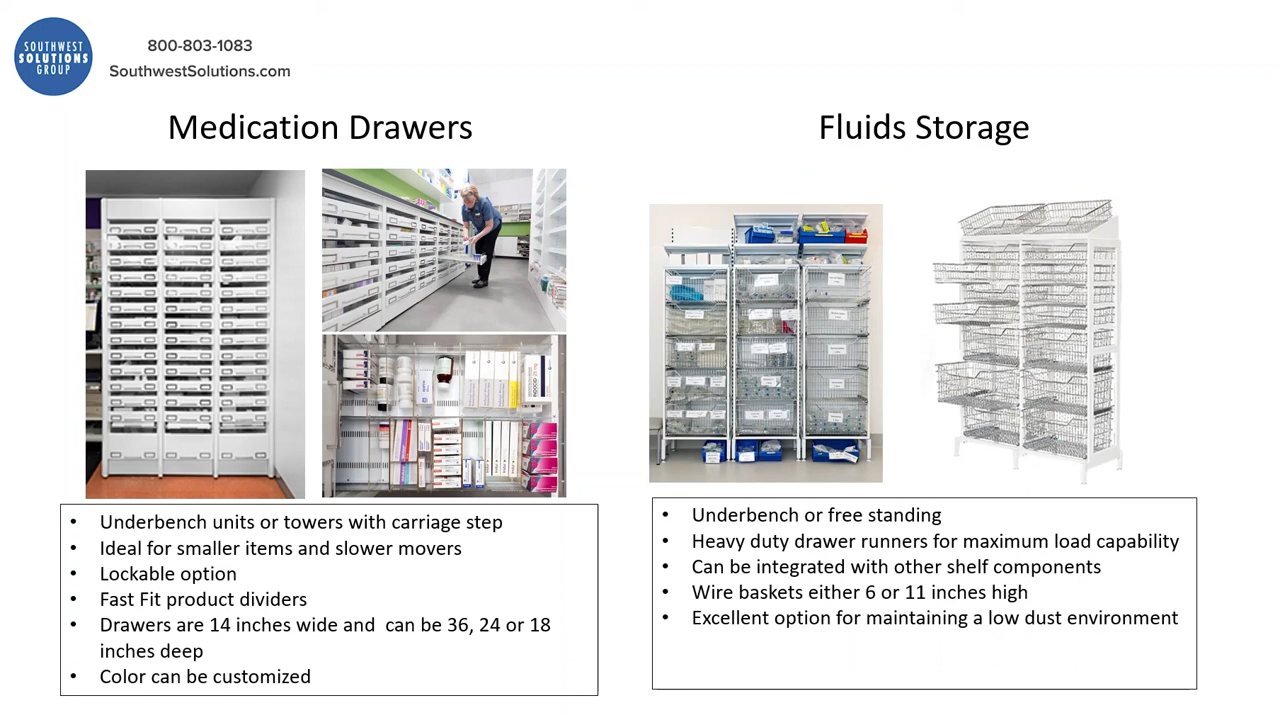 SOUTHWEST
SOLUTIONS
GROUP
800-803-1083
SouthwestSolutions.com
Medication Drawers
• Underbench units or towers with carriage step
• Ideal for smaller items and slower movers
• Lockable option
• Fast Fit product dividers
• Drawers are 14 inches wide and  can be 36, 24 or 18
inches deep
• Color can be customized
Fluids Storage
• Underbench or free standing
• Heavy duty drawer runners for maximum load capability
• Can be integrated with other shelf components
• Wire baskets either 6 or 11 inches high
• Excellent option for maintaining a low dust environment